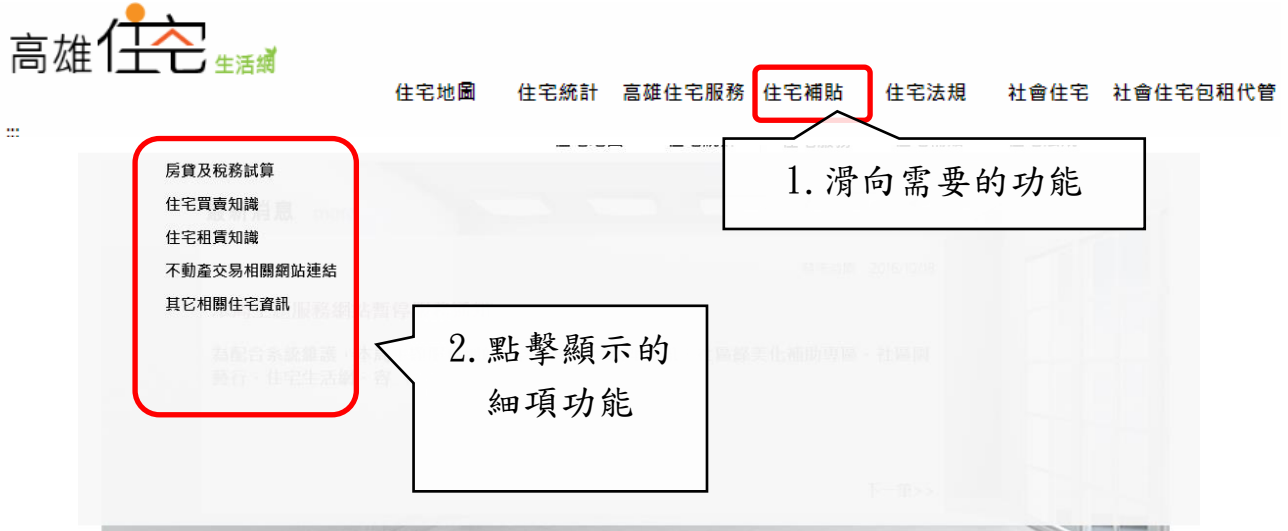 高雄住宅生活網
住宅地圖 住宅統計 高雄住宅服務 住宅補貼 住宅法規 社會住宅 社會住宅包租代管
:::
1.滑向需要的功能
房貸及稅務試算
住宅買賣知識
住宅租賃知識
不動產交易相關網站連結
其它相關住宅資訊
2.點擊顯示的
細項功能
下一筆>>